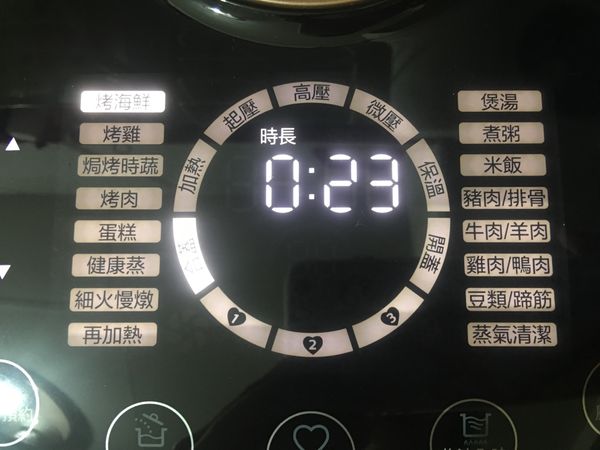 烤海鮮
烤雞
焗烤時蔬
烤肉
蛋糕
健康蒸
細火慢燉
再加熱
加熱
起壓
高壓
微壓
保溫
開蓋
時長
0:23
1
2
3
煲湯
煮粥
米飯
豬肉/排骨
牛肉/羊肉
雞肉/鴨肉
豆類/蹄筋
蒸氣清潔
預約